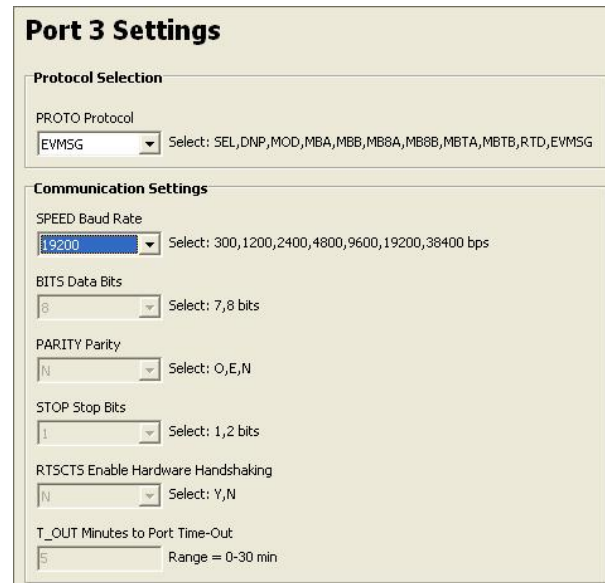 Port 3 Settings
Protocol Selection
PROTO Protocol
EVMSG Select: SEL,DNP,MOD,MBA,MBB,MB8A,MB8B,MBTA,MBTB,RTD,EVMSG
Communication Settings
SPEED Baud Rate
19200 Select: 300,1200,2400,4800,9600,19200,38400 bps
BITS Data Bits
8 Select: 7,8 bits
PARITY Parity
N Select: O,E,N
STOP Stop Bits
1 Select: 1,2 bits
RTSCTS Enable Hardware Handshaking
N Select: Y,N
T_OUT Minutes to Port Time-Out
5 Range = 0-30 min